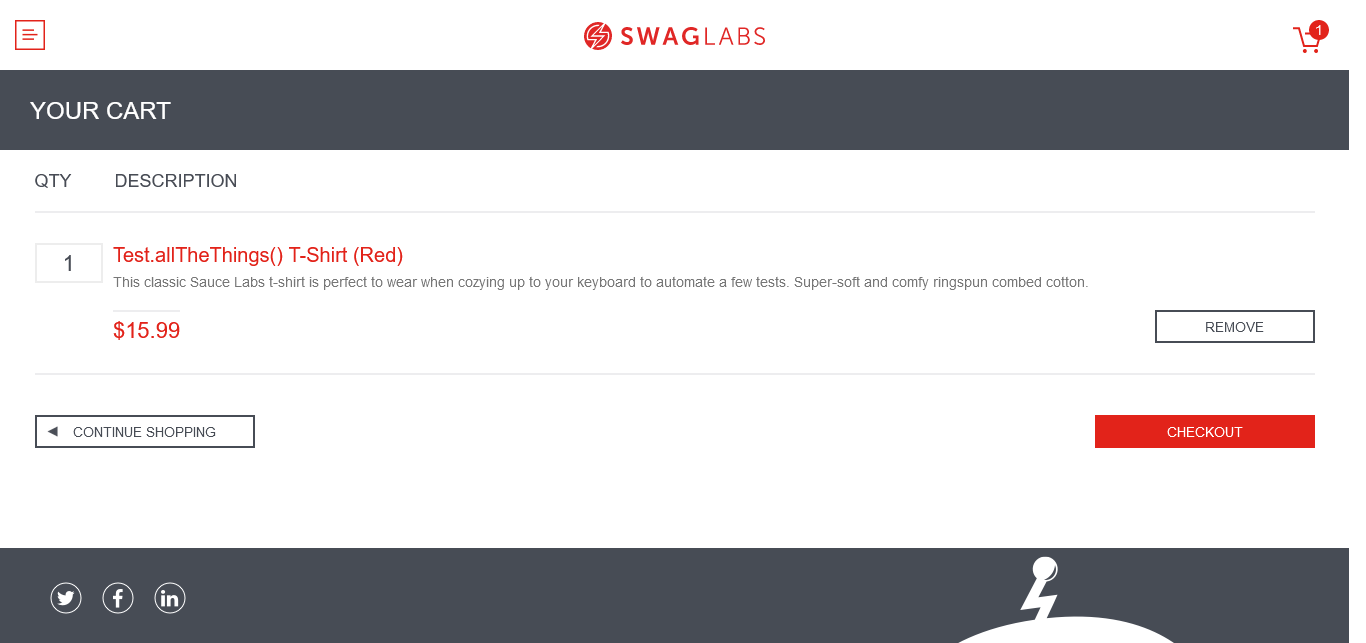 SWAGLABS
1
YOUR CART
QTY DESCRIPTION
1
Test.allTheThings() T-Shirt (Red)
This classic Sauce Labs t-shirt is perfect to wear when cozying up to your keyboard to automate a few tests. Super-soft and comfy ringspun combed cotton.
$15.99
REMOVE
CONTINUE SHOPPING
CHECKOUT